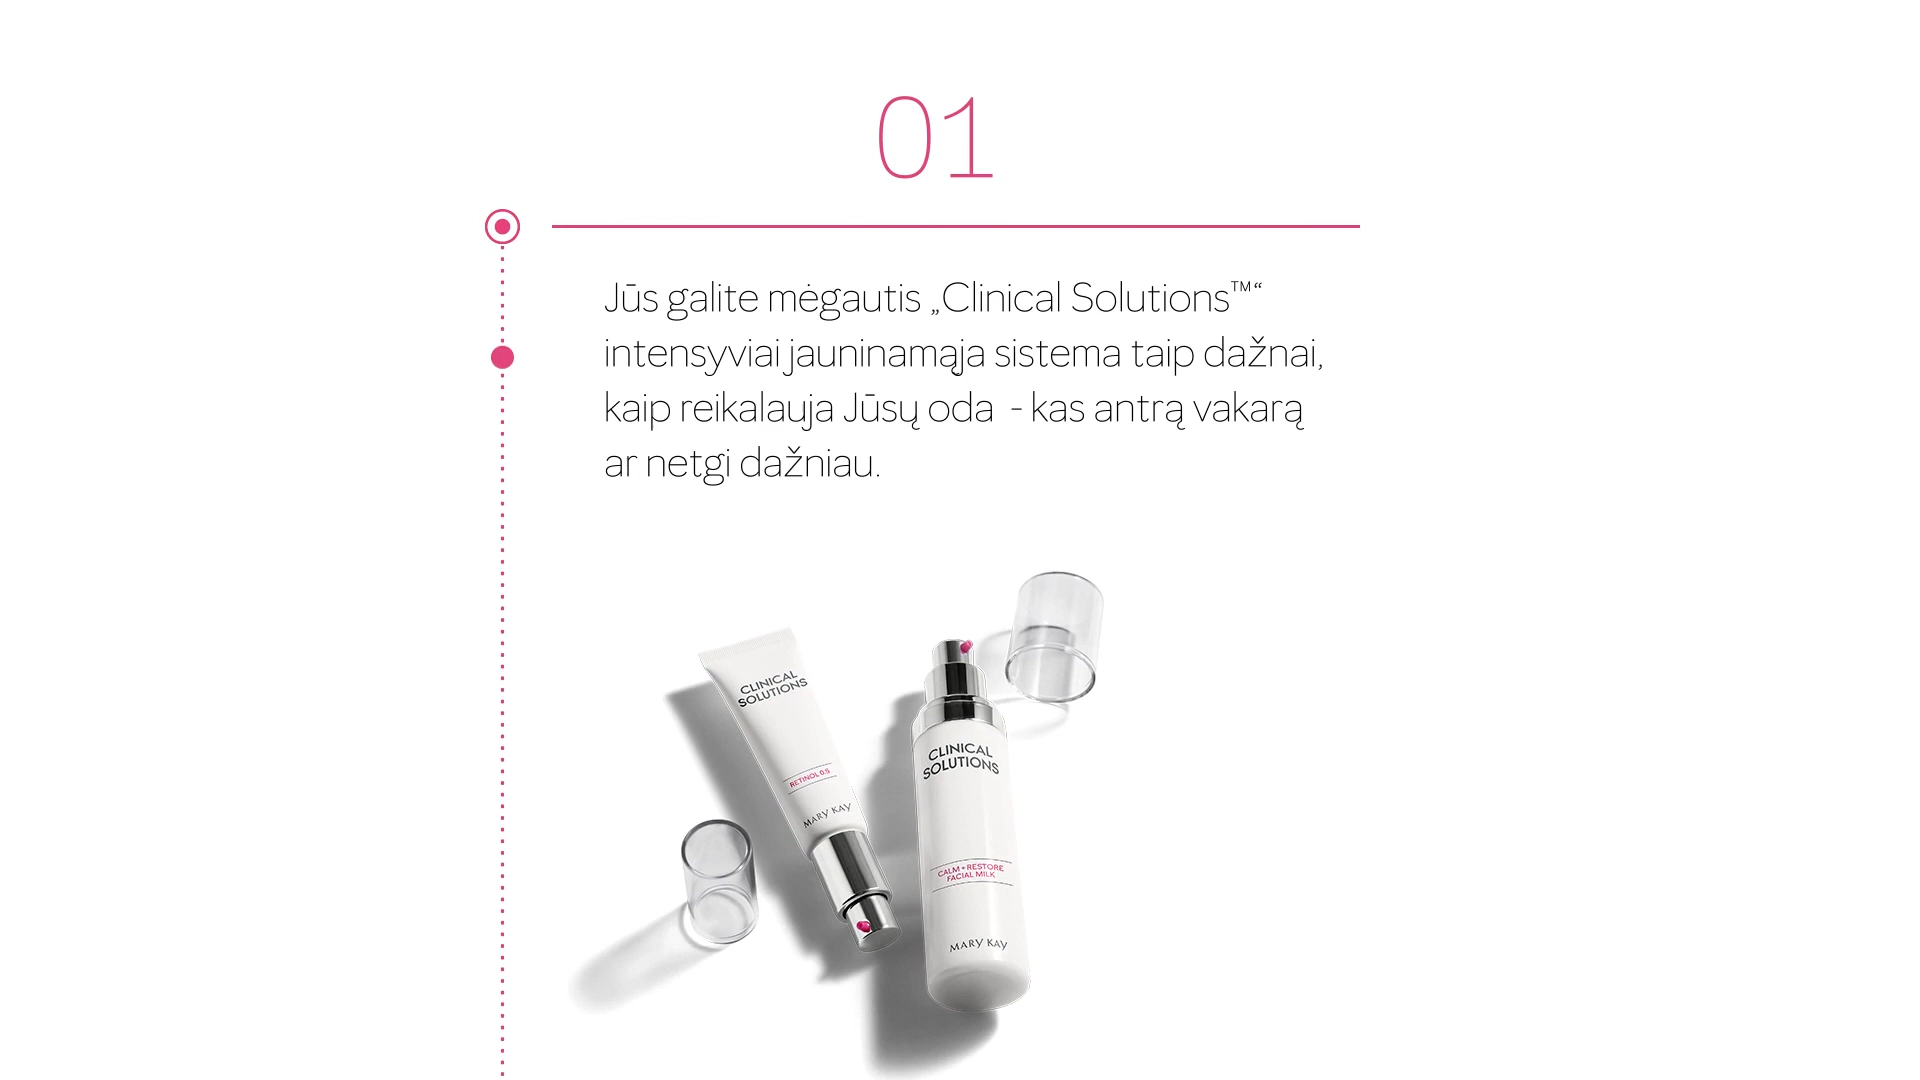 01
Jūs galite mėgautis „Clinical Solutions™“
intensyviai jauninamąja sistema taip dažnai,
kaip reikalauja Jūsų oda  - kas antrą vakarą
ar netgi dažniau.
CLINICAL
SOLUTIONS
RETINOL 0.5
MARY KAY
CLINICAL
SOLUTIONS
CALM + RESTORE
FACIAL MILK
MARY KAY